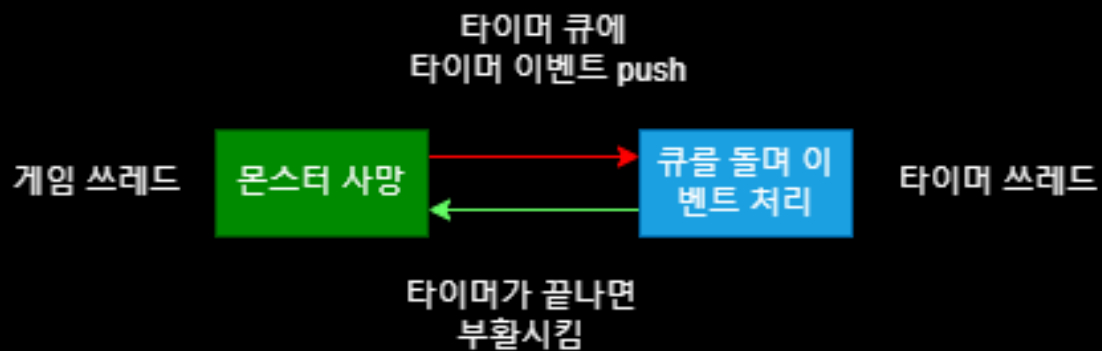 타이머 큐에
타이머 이벤트 push
게임 쓰레드
몬스터 사망
큐를 돌며 이
벤트 처리
타이머 쓰레드
타이머가 끝나면
부활시킴